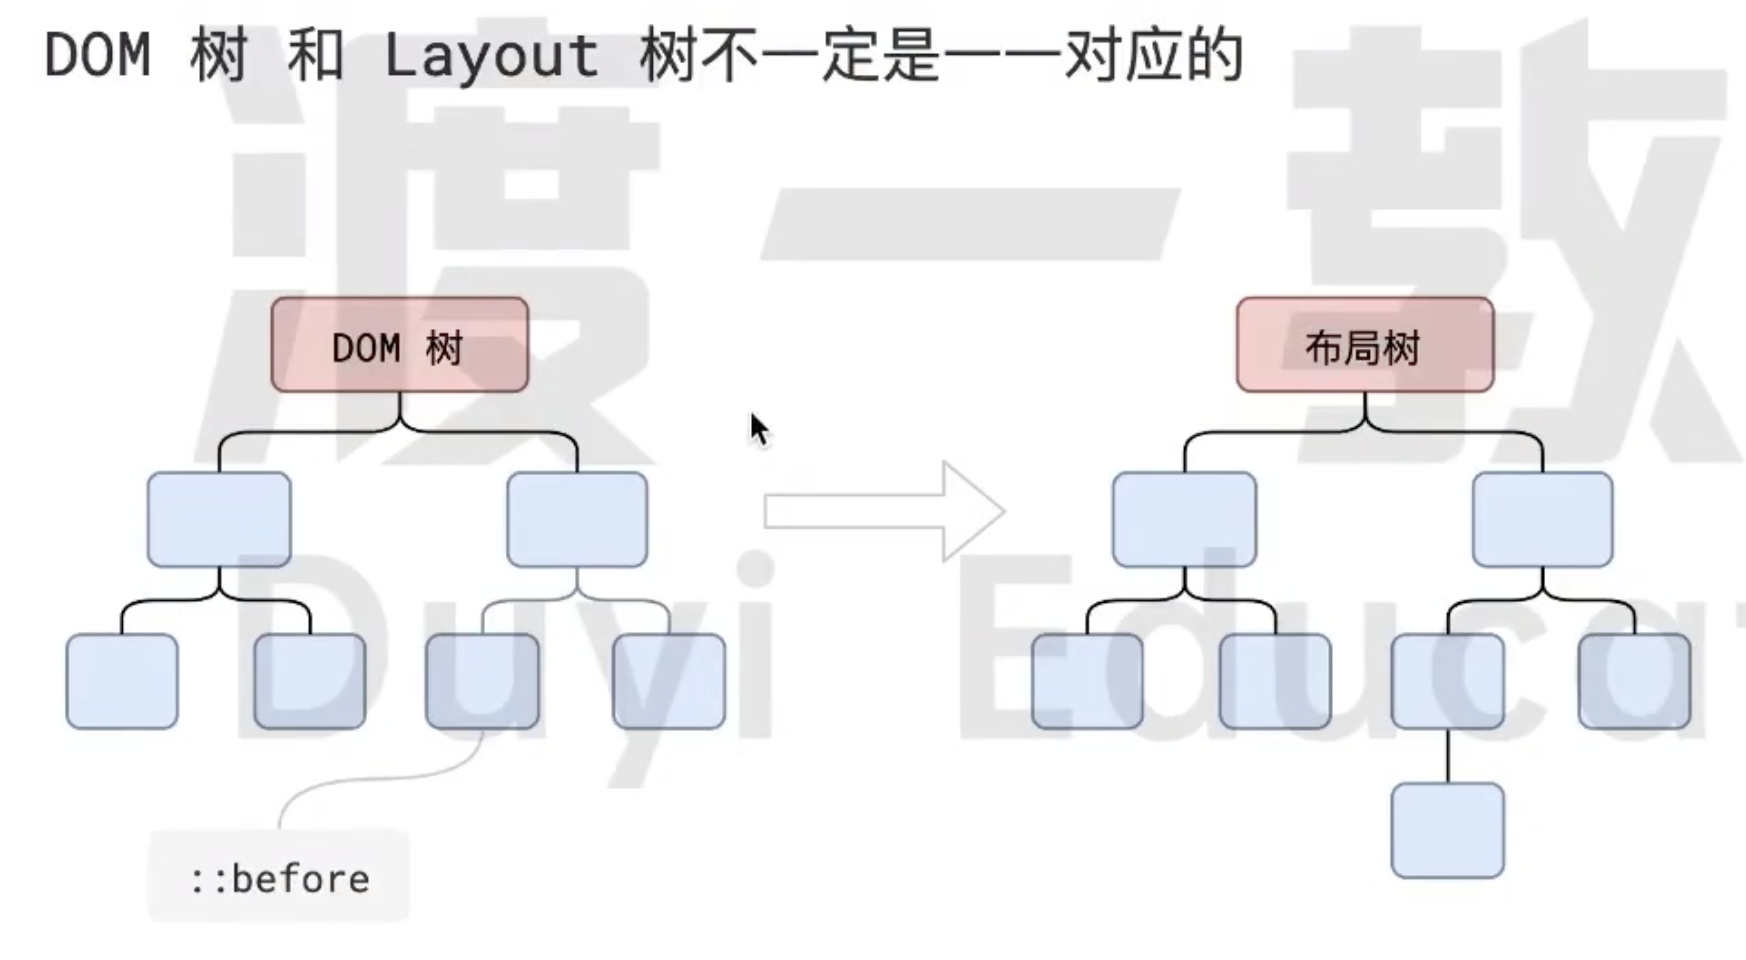 DOM 树 和 Layout 树不一定是一一对应的
渡一教
DOM 树
布局树
Duyi Educa
::before